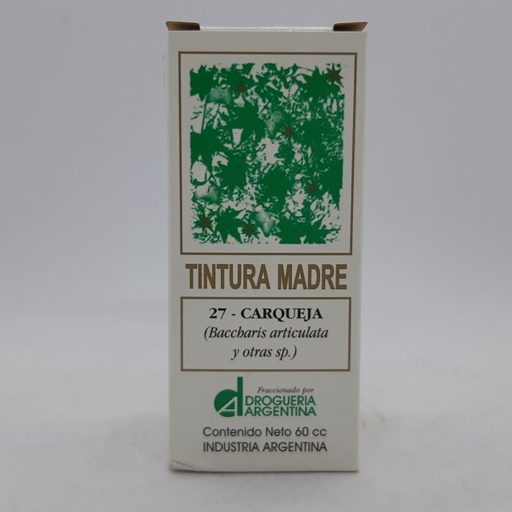 TINTURA MADRE
27 - CARQUEJA
(Baccharis articulata
y otras sp.)
Fraccionado por
DROGUERIA
ARGENTINA
Contenido Neto 60 cc
INDUSTRIA ARGENTINA